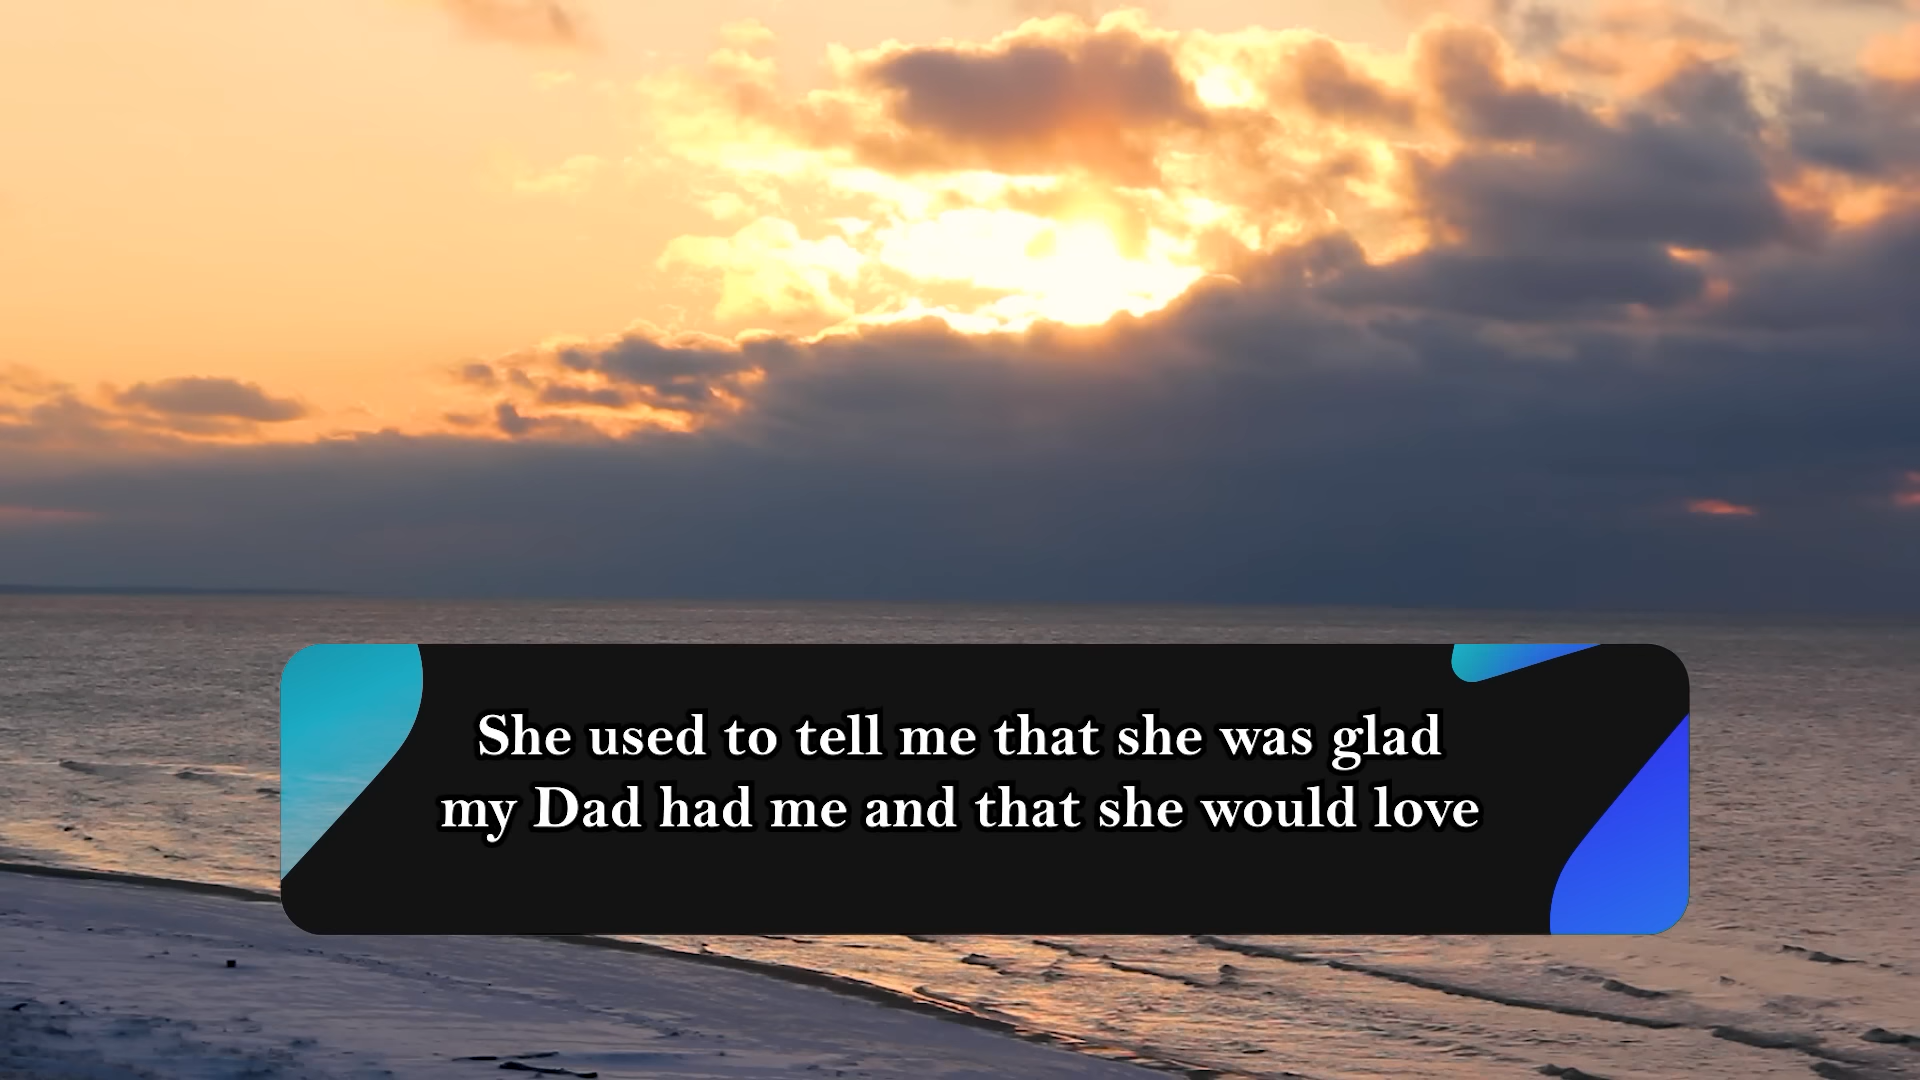 She used to tell me that she was glad
my Dad had me and that she would love